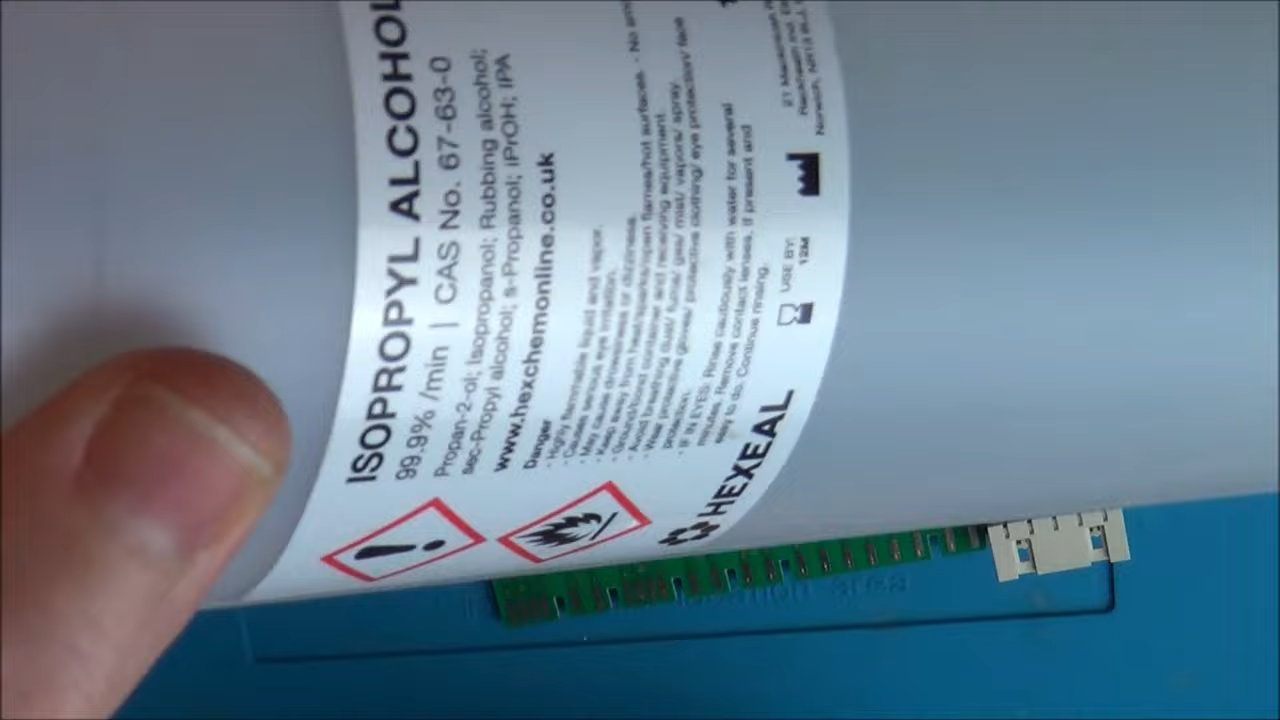 ISOPROPYL ALCOHOL
99.9% /min | CAS No. 67-63-0
Propan-2-ol; Isopropanol; Rubbing alcohol;
sec-Propyl alcohol; s-Propanol; iPrOH; IPA
www.hexchemonline.co.uk
Danger
- Highly flammable liquid and vapor.
- Causes serious eye irritation.
- May cause drowsiness or dizziness.
- Keep away from heat/sparks/open flames/hot surfaces. - No
- Ground/bond container and receiving equipment.
- Avoid breathing dust/ fume/ gas/ mist/ vapors/ spray.
- Wear protective gloves/ protective clothing/ eye protection/ face
protection.
- IF IN EYES: Rinse cautiously with water for several
minutes. Remove contact lenses, if present and
easy to do. Continue rinsing.
HEXEAL
USE BY:
12M
21
Rackheath Ind.
Norwich, NR13